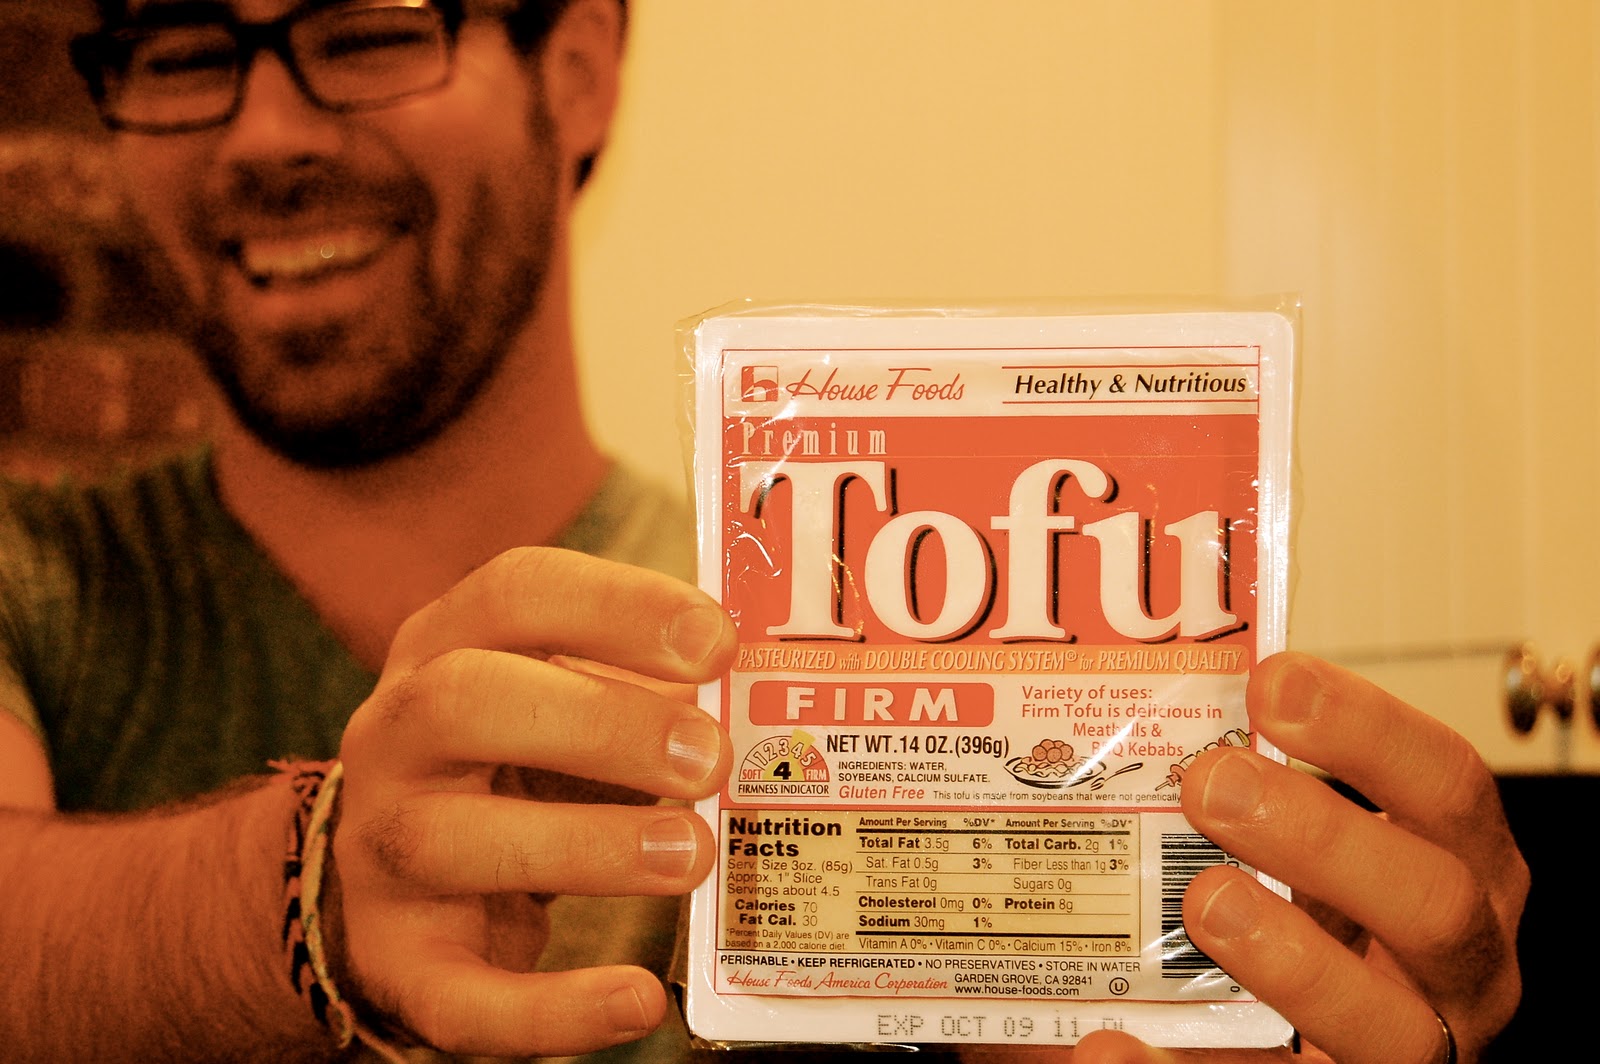 House Foods
Healthy & Nutritious
Premium
Tofu
PASTEURIZED with DOUBLE COOLING SYSTEM® for PREMIUM QUALITY
FIRM
Variety of uses:
Firm Tofu is delicious in
Meatballs &
BBQ Kebabs
1 2 3 4 5
SOFT 4 FIRM
FIRMNESS INDICATOR
NET WT. 14 OZ. (396g)
INGREDIENTS: WATER,
SOYBEANS, CALCIUM SULFATE.
Gluten Free This tofu is made from soybeans that were not genetically
Nutrition
Facts
Serv. Size 3oz. (85g)
Approx. 1" Slice
Servings about 4.5
Calories 70
Fat Cal. 30
*Percent Daily Values (DV) are
based on a 2,000 calorie diet.
Amount Per Serving %DV* Amount Per Serving %DV*
Total Fat 3.5g 6% Total Carb. 2g 1%
Sat. Fat 0.5g 3% Fiber Less than 1g 3%
Trans Fat 0g Sugars 0g
Cholesterol 0mg 0% Protein 8g
Sodium 30mg 1%
Vitamin A 0% • Vitamin C 0% • Calcium 15% • Iron 8%
PERISHABLE • KEEP REFRIGERATED • NO PRESERVATIVES • STORE IN WATER
House Foods America Corporation GARDEN GROVE, CA 92841
www.house-foods.com
U
EXP OCT 09 11